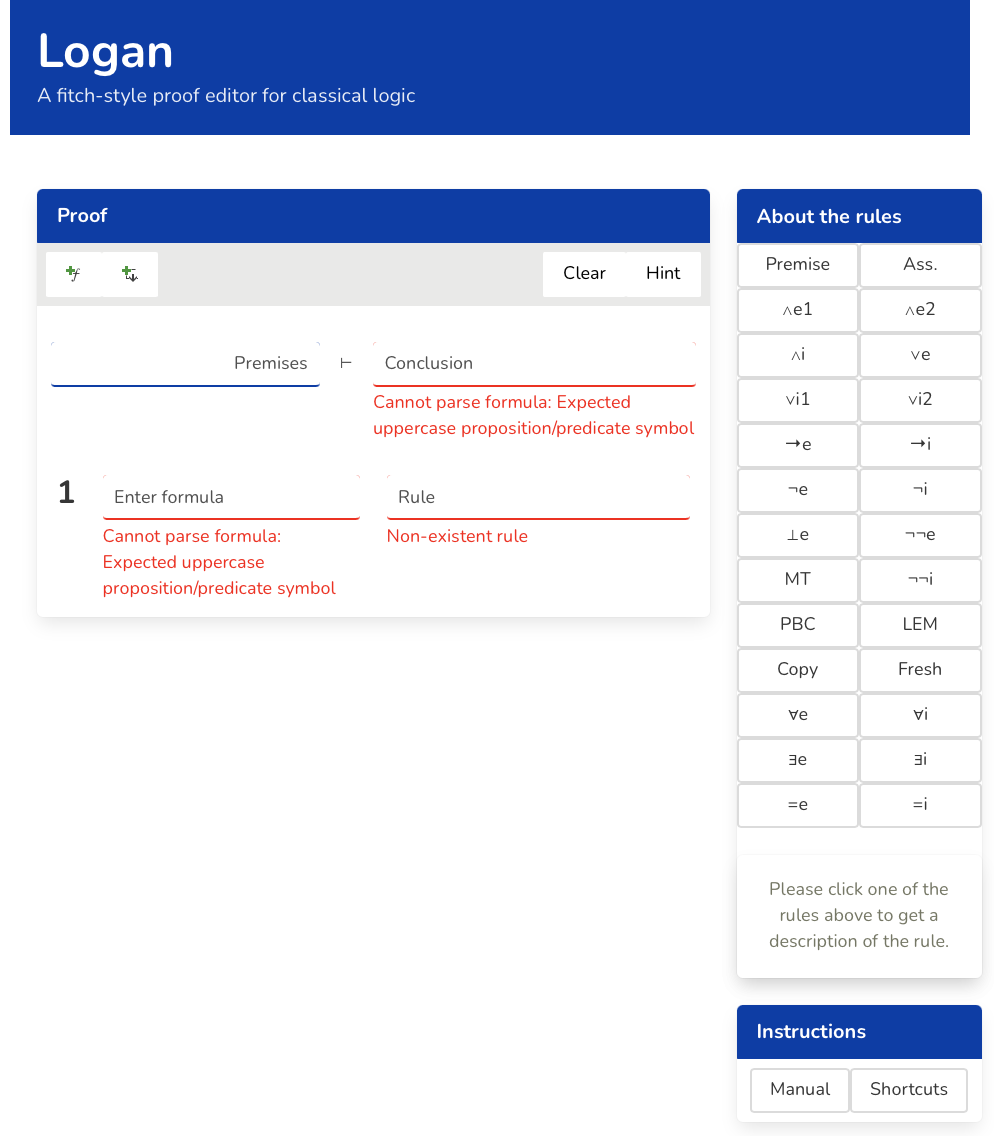 Logan
A fitch-style proof editor for classical logic
Proof
Clear Hint
Premises ⊢ Conclusion
Cannot parse formula: Expected
uppercase proposition/predicate symbol
1 Enter formula Rule
Cannot parse formula:
Expected uppercase
proposition/predicate symbol
Non-existent rule
About the rules
Premise Ass.
∧e1 ∧e2
∧i ∨e
∨i1 ∨i2
→e →i
¬e ¬i
⊥e ¬¬e
MT ¬¬i
PBC LEM
Copy Fresh
∀e ∀i
∃e ∃i
=e =i
Please click one of the
rules above to get a
description of the rule.
Instructions
Manual Shortcuts